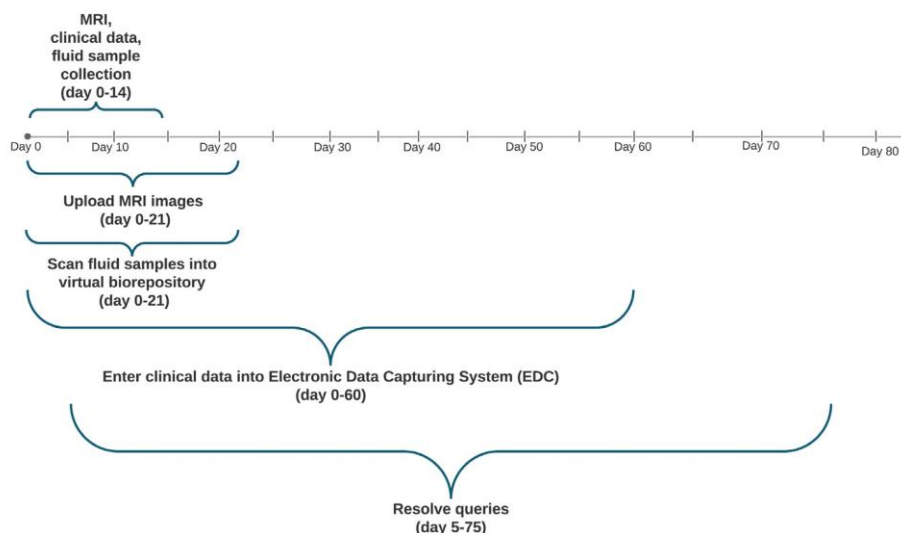 MRI,
clinical data,
fluid sample
collection
(day 0-14)
Day 0
Day 10
Day 20
Day 30
Day 40
Day 50
Day 60
Day 70
Day 80
Upload MRI images
(day 0-21)
Scan fluid samples into
virtual biorepository
(day 0-21)
Enter clinical data into Electronic Data Capturing System (EDC)
(day 0-60)
Resolve queries
(day 5-75)